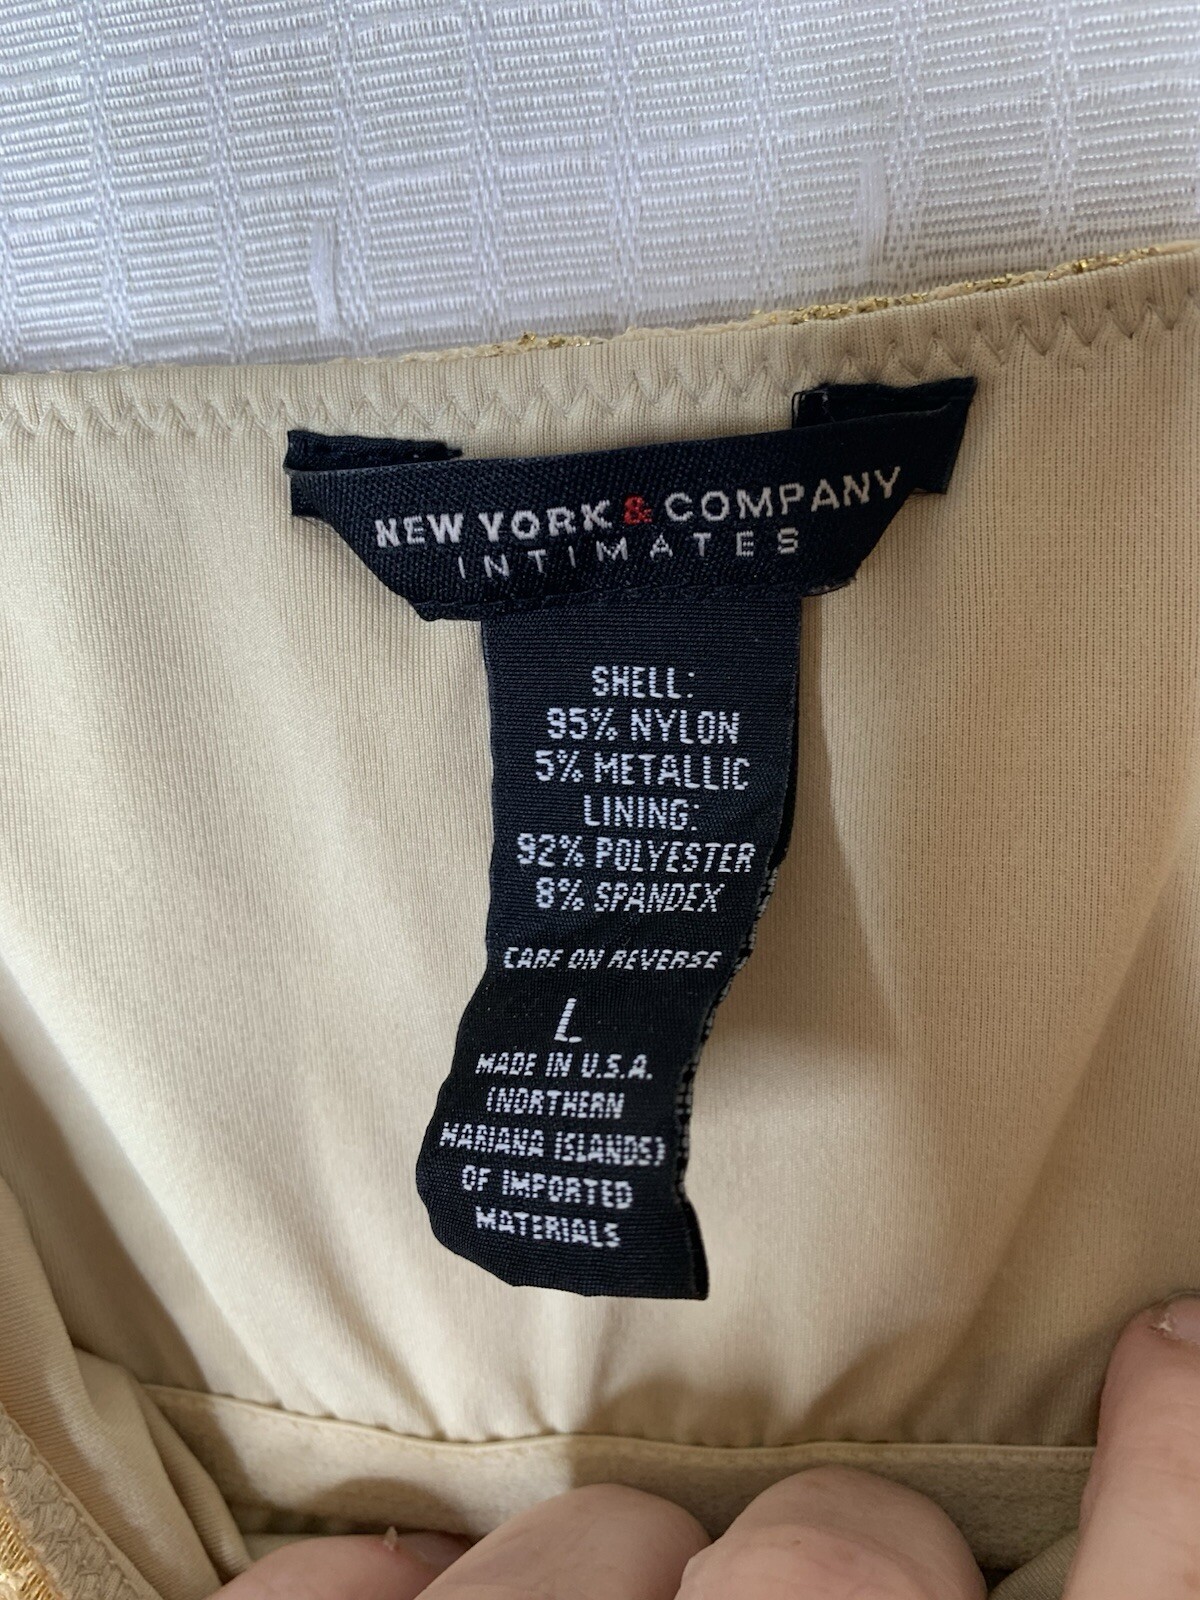 NEW YORK & COMPANY
INTIMATES
SHELL:
95% NYLON
5% METALLIC
LINING:
92% POLYESTER
8% SPANDEX
CARE ON REVERSE
L
MADE IN U.S.A.
(NORTHERN
MARIANA ISLANDS)
OF IMPORTED
MATERIALS